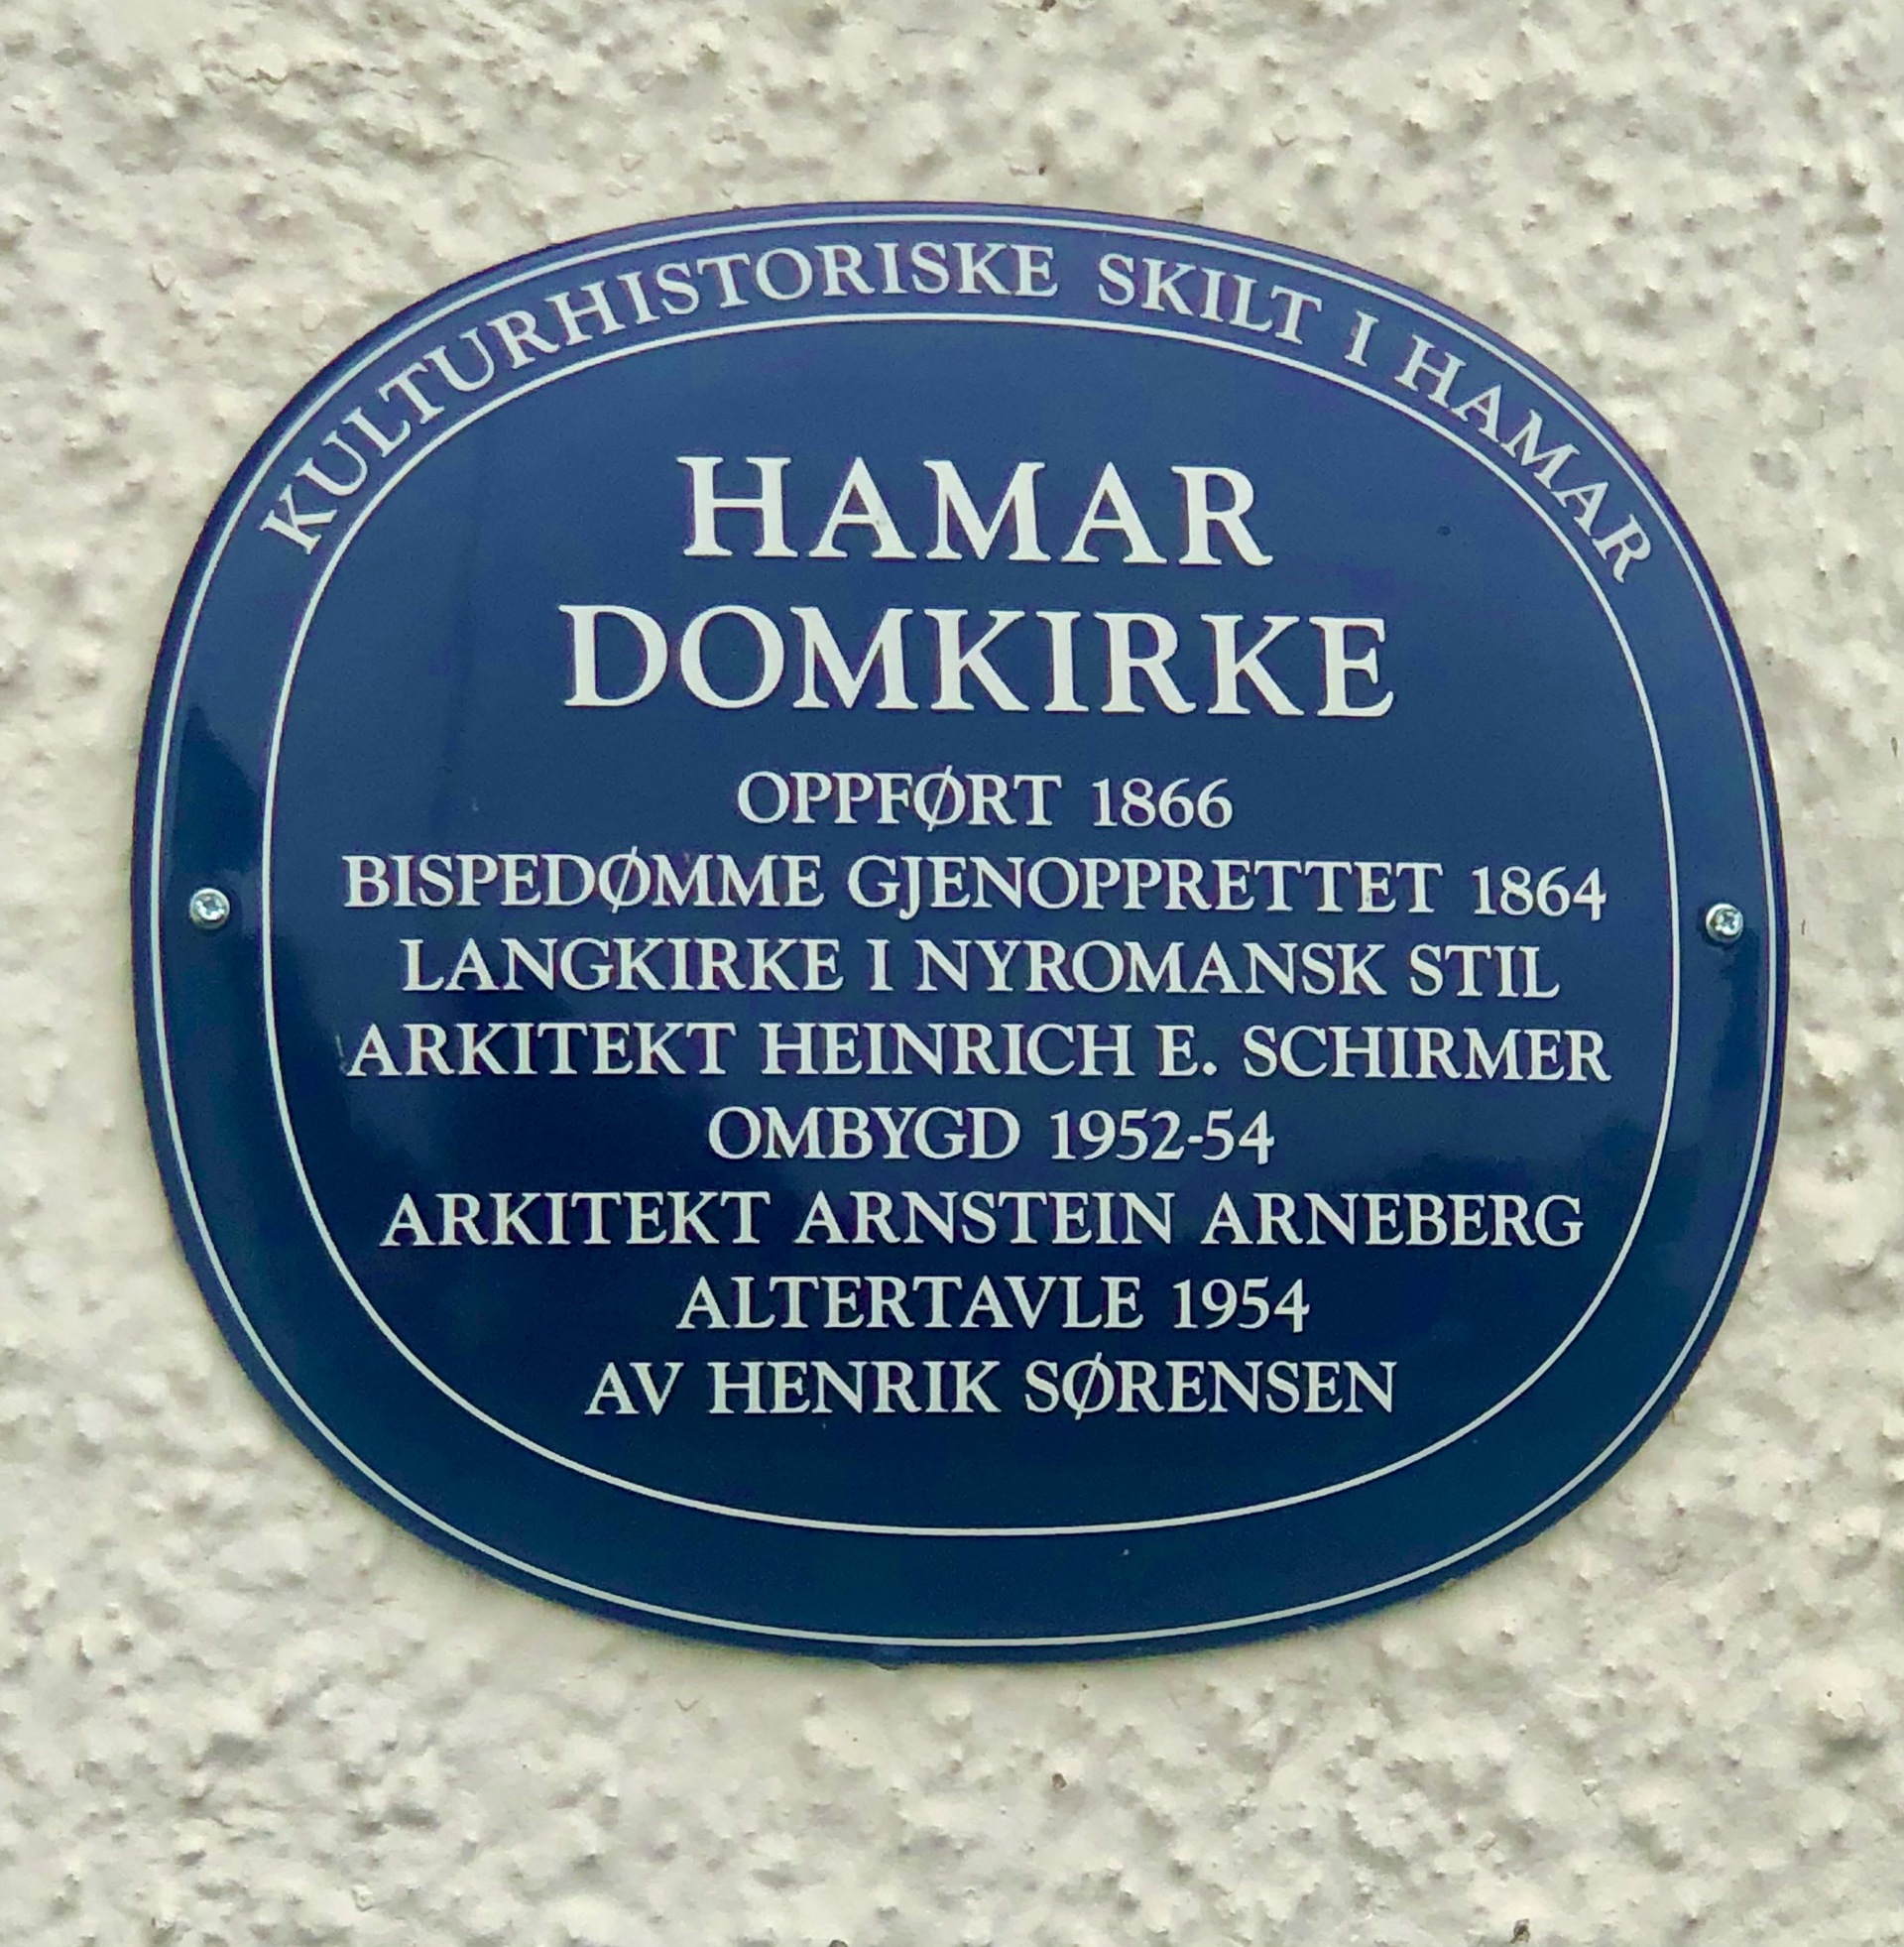 KULTURHISTORISKE SKILT I HAMAR
HAMAR
DOMKIRKE
OPPFØRT 1866
BISPEDØMME GJENOPPRETTET 1864
LANGKIRKE I NYROMANSK STIL
ARKITEKT HEINRICH E. SCHIRMER
OMBYGD 1952-54
ARKITEKT ARNSTEIN ARNEBERG
ALTERTAVLE 1954
AV HENRIK SØRENSEN